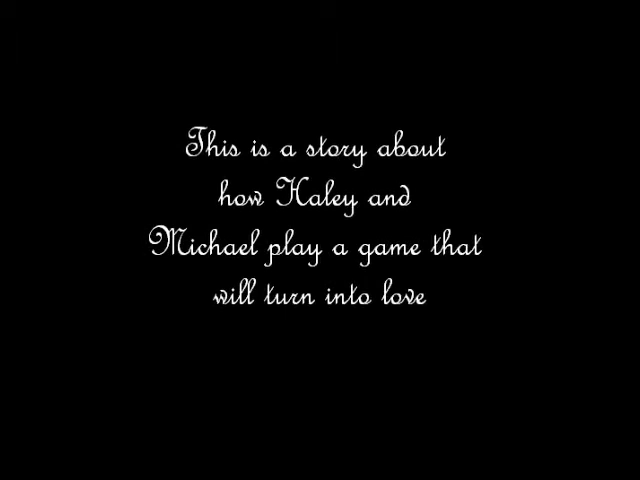 This is a story about
how Haley and
Michael play a game that
will turn into love